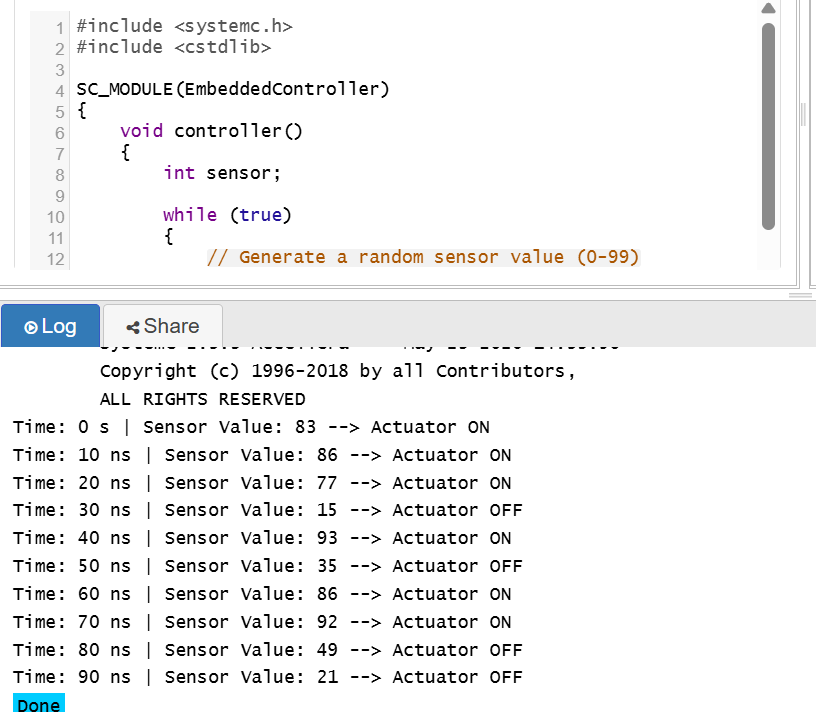 1 #include <systemc.h>
2 #include <cstdlib>
3
4 SC_MODULE(EmbeddedController)
5 {
6     void controller()
7     {
8         int sensor;
9
10         while (true)
11         {
12             // Generate a random sensor value (0-99)
Log
Share
Copyright (c) 1996-2018 by all Contributors,
ALL RIGHTS RESERVED
Time: 0 s | Sensor Value: 83 --> Actuator ON
Time: 10 ns | Sensor Value: 86 --> Actuator ON
Time: 20 ns | Sensor Value: 77 --> Actuator ON
Time: 30 ns | Sensor Value: 15 --> Actuator OFF
Time: 40 ns | Sensor Value: 93 --> Actuator ON
Time: 50 ns | Sensor Value: 35 --> Actuator OFF
Time: 60 ns | Sensor Value: 86 --> Actuator ON
Time: 70 ns | Sensor Value: 92 --> Actuator ON
Time: 80 ns | Sensor Value: 49 --> Actuator OFF
Time: 90 ns | Sensor Value: 21 --> Actuator OFF
Done